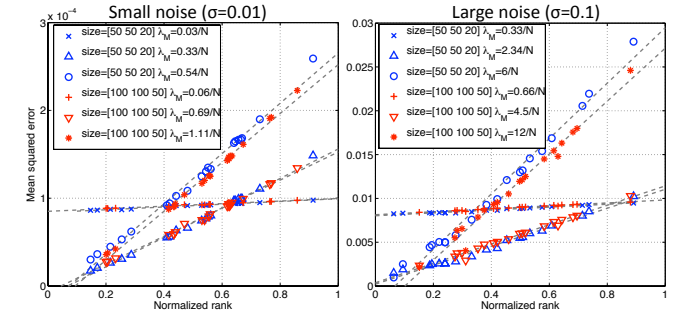 Small noise (σ=0.01)
3 x 10⁻⁴
size=[50 50 20] λ_M=0.03/N
size=[50 50 20] λ_M=0.33/N
size=[50 50 20] λ_M=0.54/N
size=[100 100 50] λ_M=0.06/N
size=[100 100 50] λ_M=0.69/N
size=[100 100 50] λ_M=1.11/N
2
1
0
Mean squared error
0 0.2 0.4 0.6 0.8 1
Normalized rank
Large noise (σ=0.1)
0.03
0.025
0.02
0.015
0.01
0.005
0
size=[50 50 20] λ_M=0.33/N
size=[50 50 20] λ_M=2.34/N
size=[50 50 20] λ_M=6/N
size=[100 100 50] λ_M=0.66/N
size=[100 100 50] λ_M=4.5/N
size=[100 100 50] λ_M=12/N
0 0.2 0.4 0.6 0.8 1
Normalized rank